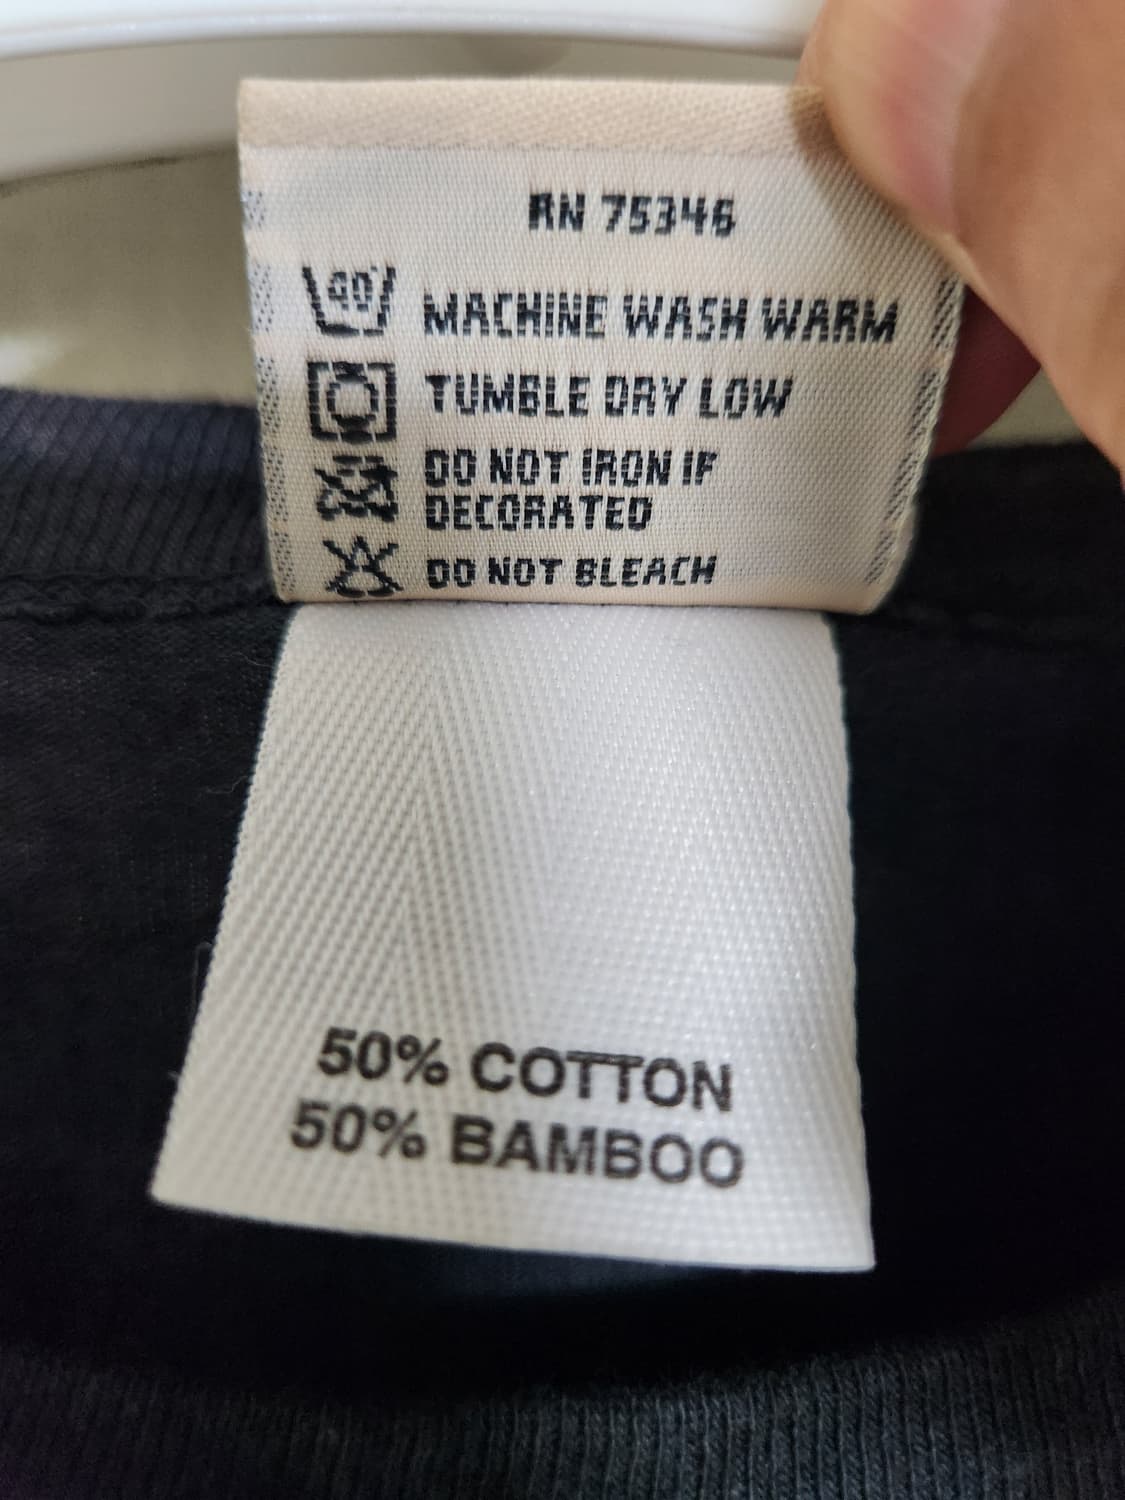 RN 75346
40°
MACHINE WASH WARM
TUMBLE DRY LOW
DO NOT IRON IF
DECORATED
DO NOT BLEACH
50% COTTON
50% BAMBOO